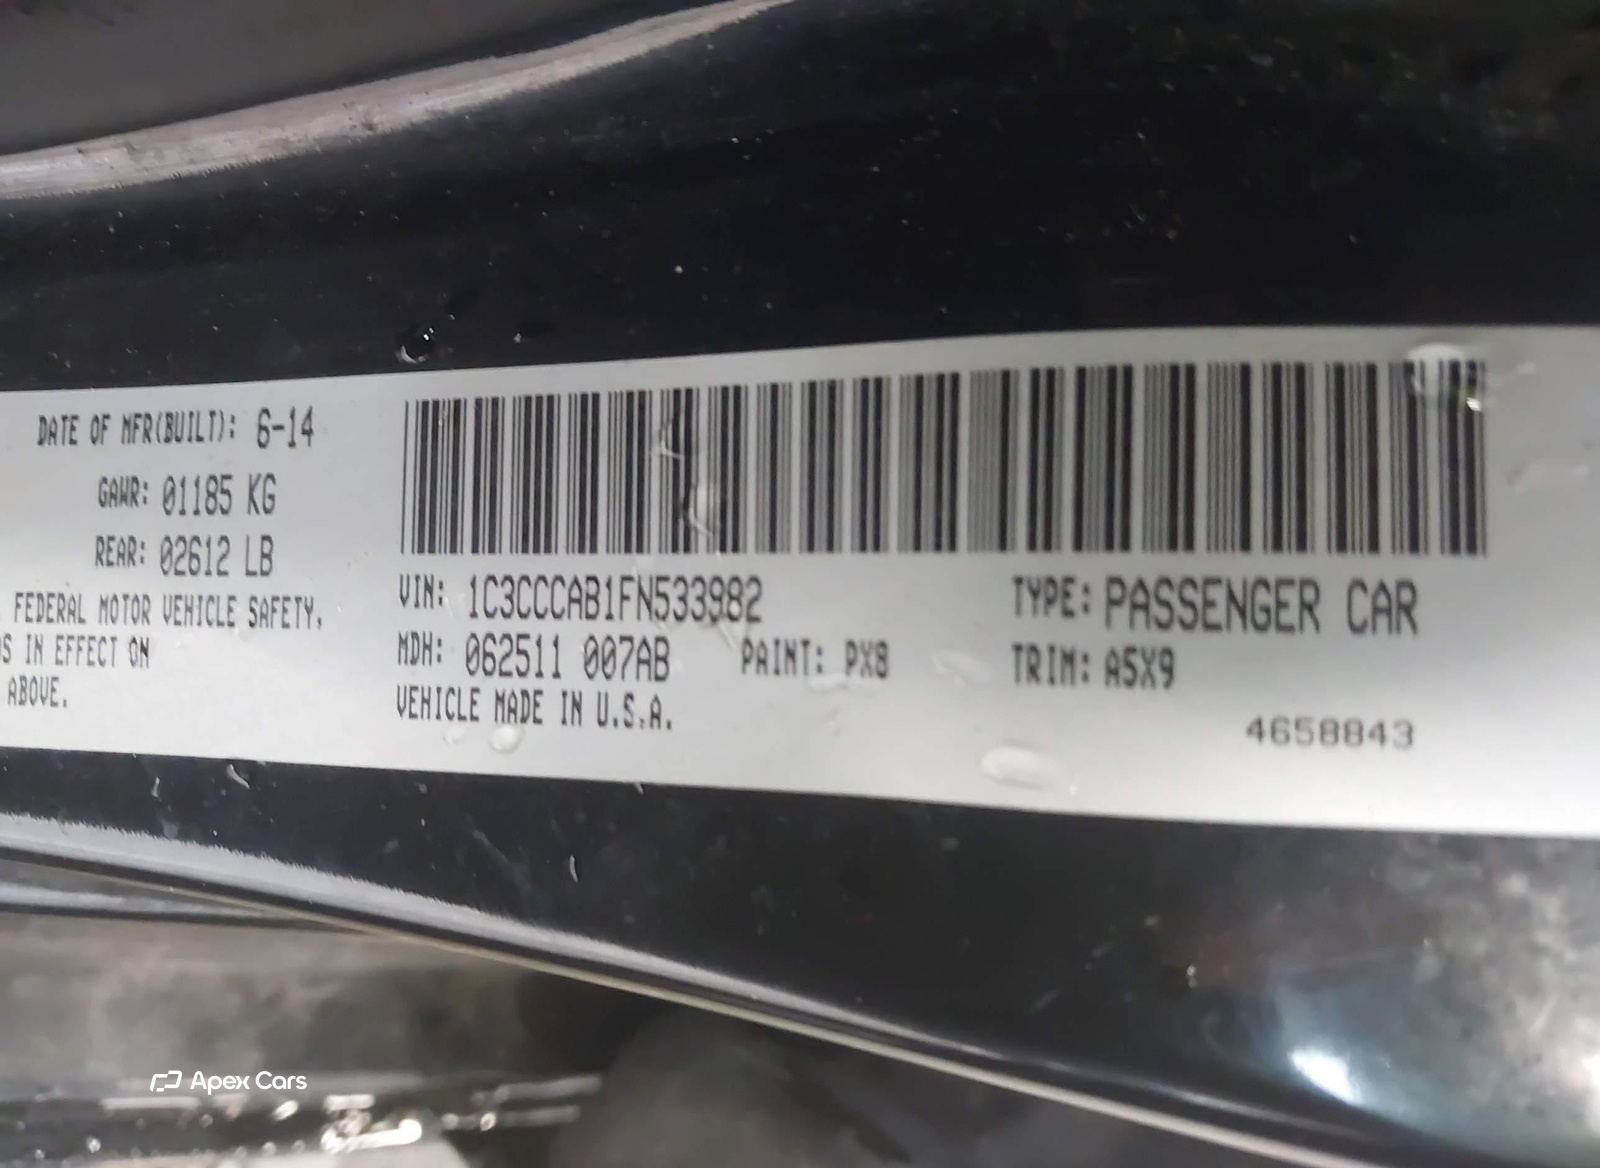 DATE OF MFR(BUILT): 6-14
GAWR: 01185 KG
REAR: 02612 LB
FEDERAL MOTOR VEHICLE SAFETY,
S IN EFFECT ON
ABOVE.
VIN: 1C3CCCAB1FN533982
TYPE: PASSENGER CAR
MDH: 062511 007AB
PAINT: PX8
TRIM: A5X9
VEHICLE MADE IN U.S.A.
4658843
Apex Cars